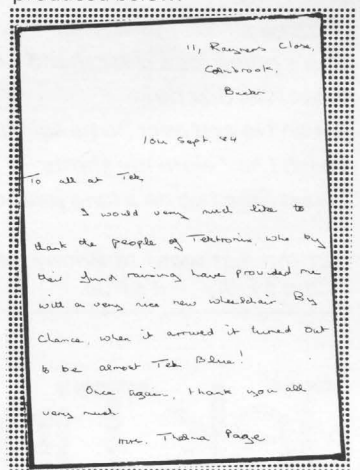 produced below.
11, Rayners Close,
Colnbrook,
Bucks
10th Sept. 84
To all at Tek,
I would very much like to
thank the people of Tektronix, who by
their fund raising have provided me
with a very nice new wheelchair. By
Chance, when it arrived it turned out
to be almost Tek Blue!
Once again, thank you all
very much.
Mrs. Thelma Page